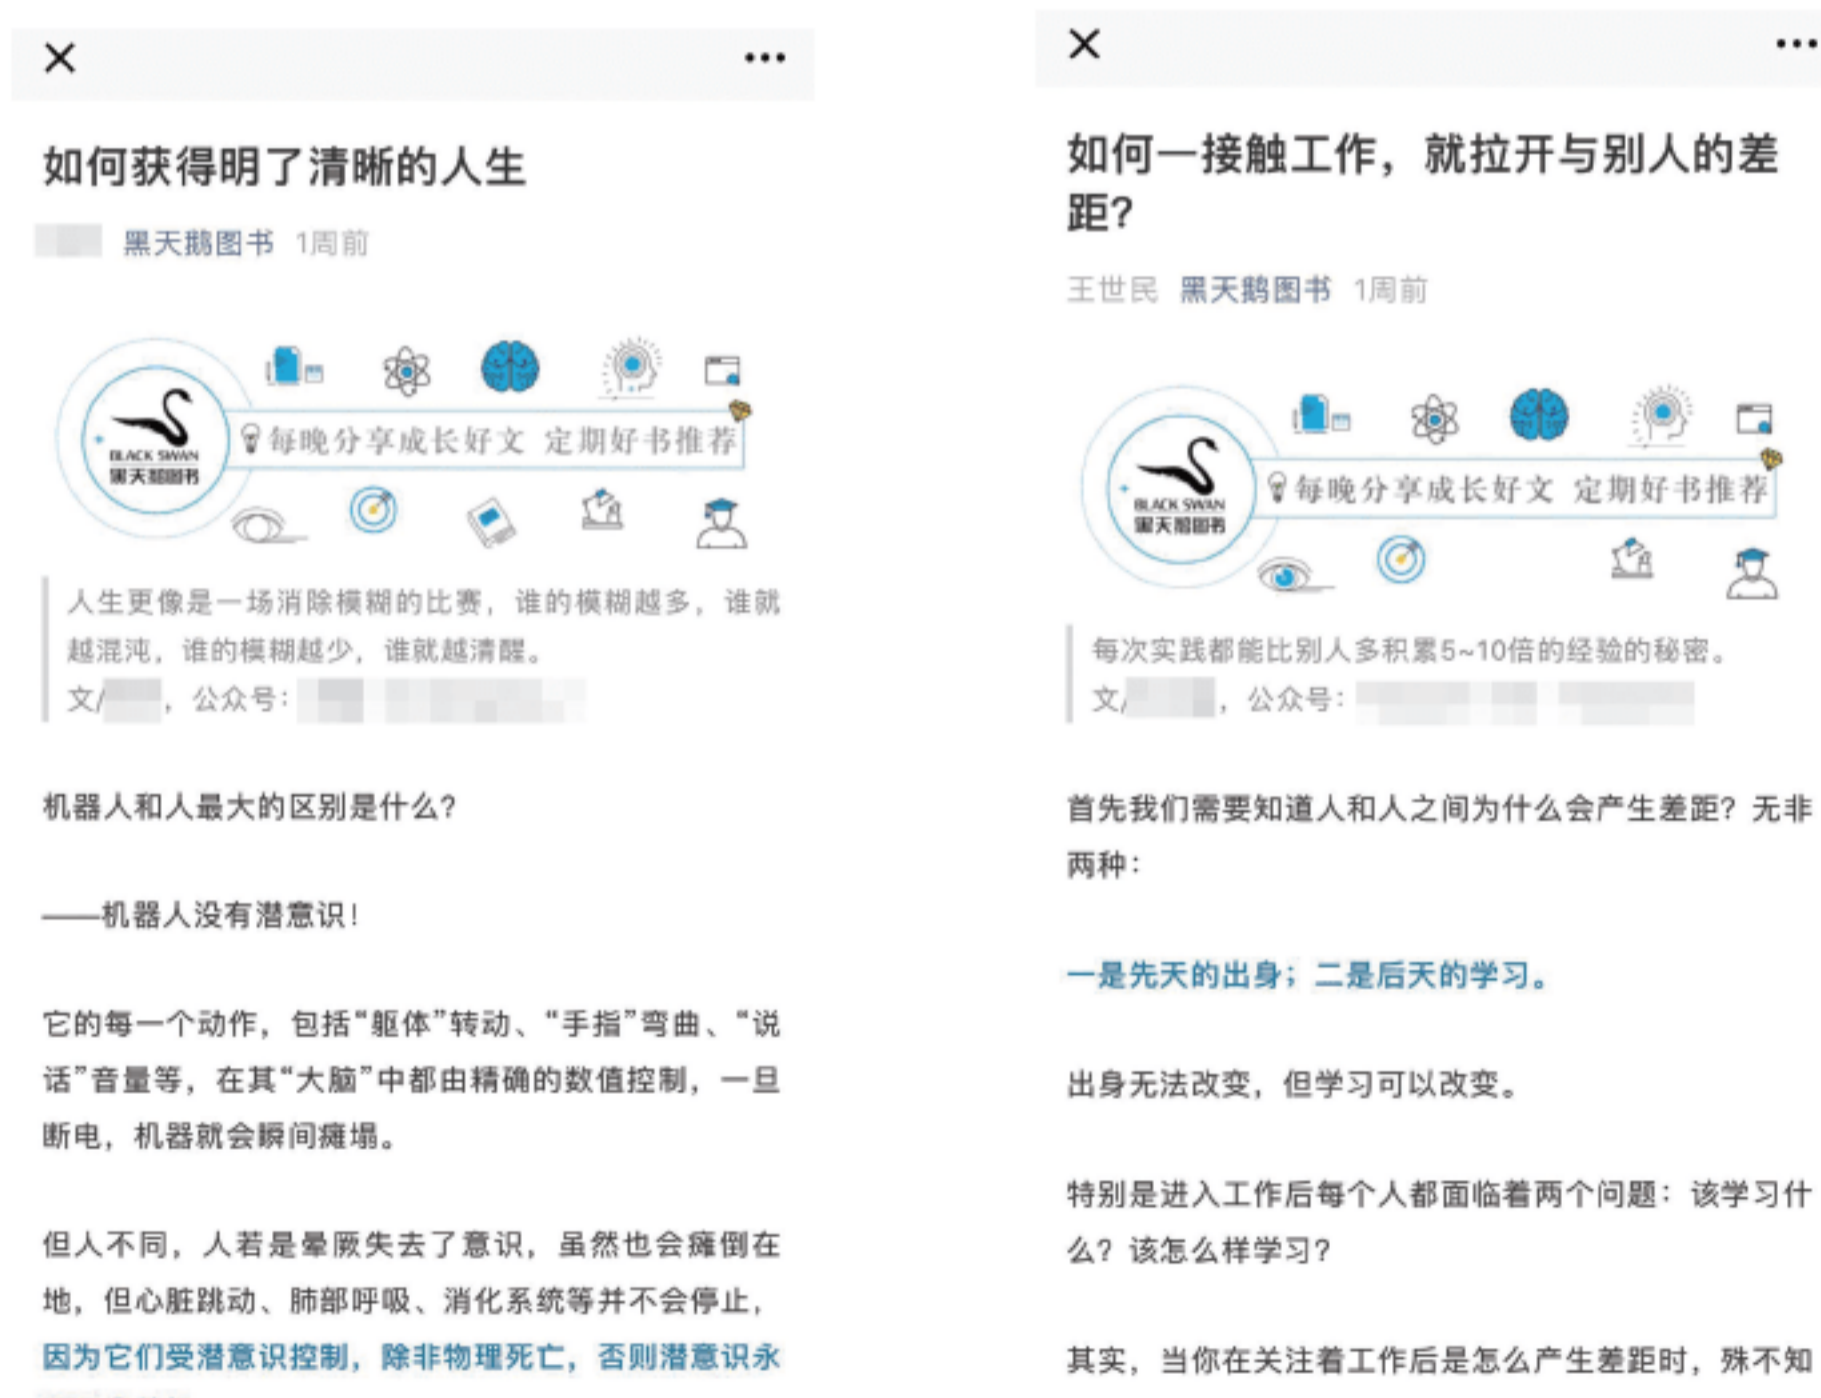 如何获得明了清晰的人生
黑天鹅图书 1周前
BLACK SWAN
黑天鹅图书
每晚分享成长好文 定期好书推荐
人生更像是一场消除模糊的比赛，谁的模糊越多，谁就
越混沌，谁的模糊越少，谁就越清醒。
文/ ，公众号：
机器人和人最大的区别是什么？
——机器人没有潜意识！
它的每一个动作，包括“躯体”转动、“手指”弯曲、“说
话”音量等，在其“大脑”中都由精确的数值控制，一旦
断电，机器就会瞬间瘫塌。
但人不同，人若是晕厥失去了意识，虽然也会瘫倒在
地，但心脏跳动、肺部呼吸、消化系统等并不会停止，
因为它们受潜意识控制，除非物理死亡，否则潜意识永
如何一接触工作，就拉开与别人的差
距？
王世民 黑天鹅图书 1周前
BLACK SWAN
黑天鹅图书
每晚分享成长好文 定期好书推荐
每次实践都能比别人多积累5~10倍的经验的秘密。
文/ ，公众号：
首先我们需要知道人和人之间为什么会产生差距？无非
两种：
一是先天的出身；二是后天的学习。
出身无法改变，但学习可以改变。
特别是进入工作后每个人都面临着两个问题：该学习什
么？该怎么样学习？
其实，当你在关注着工作后是怎么产生差距时，殊不知